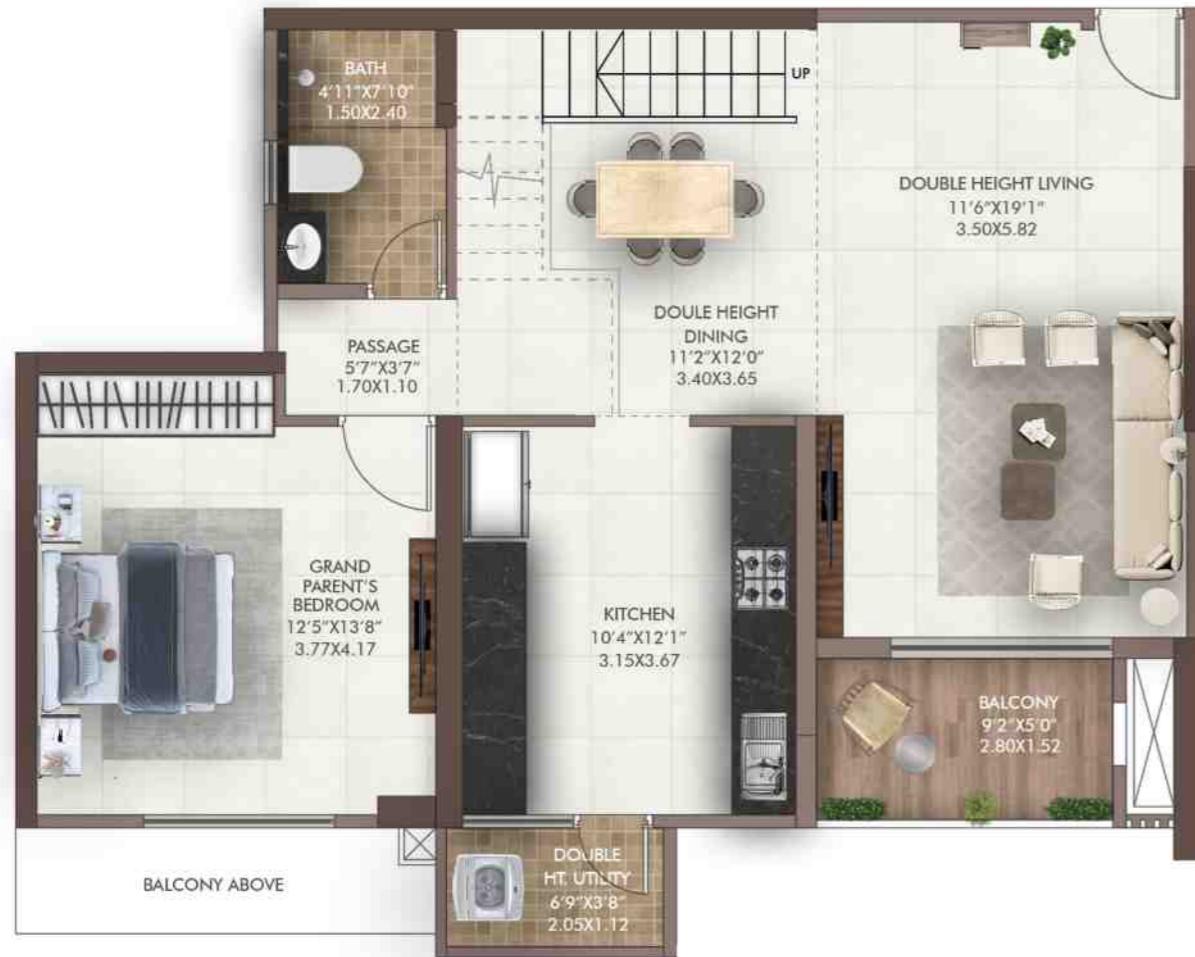 BATH
4'11"X7'10"
1.50X2.40
UP
DOUBLE HEIGHT LIVING
11'6"X19'1"
3.50X5.82
DOULE HEIGHT
DINING
11'2"X12'0"
3.40X3.65
PASSAGE
5'7"X3'7"
1.70X1.10
GRAND
PARENT'S
BEDROOM
12'5"X13'8"
3.77X4.17
KITCHEN
10'4"X12'1"
3.15X3.67
BALCONY
9'2"X5'0"
2.80X1.52
BALCONY ABOVE
DOUBLE
HT. UTILITY
6'9"X3'8"
2.05X1.12